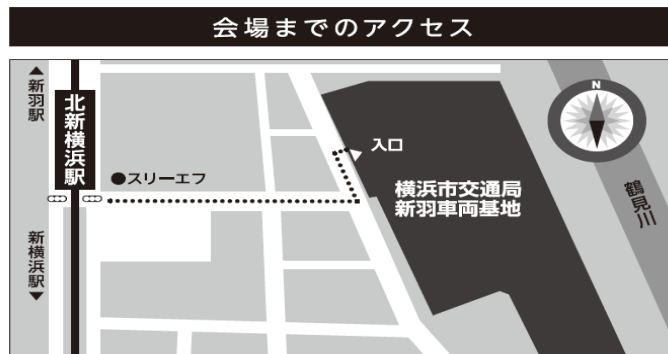 会場までのアクセス
▲新羽駅
北新横浜駅
●スリーエフ
入口
横浜市交通局
新羽車両基地
N
鶴見川
新横浜駅▼